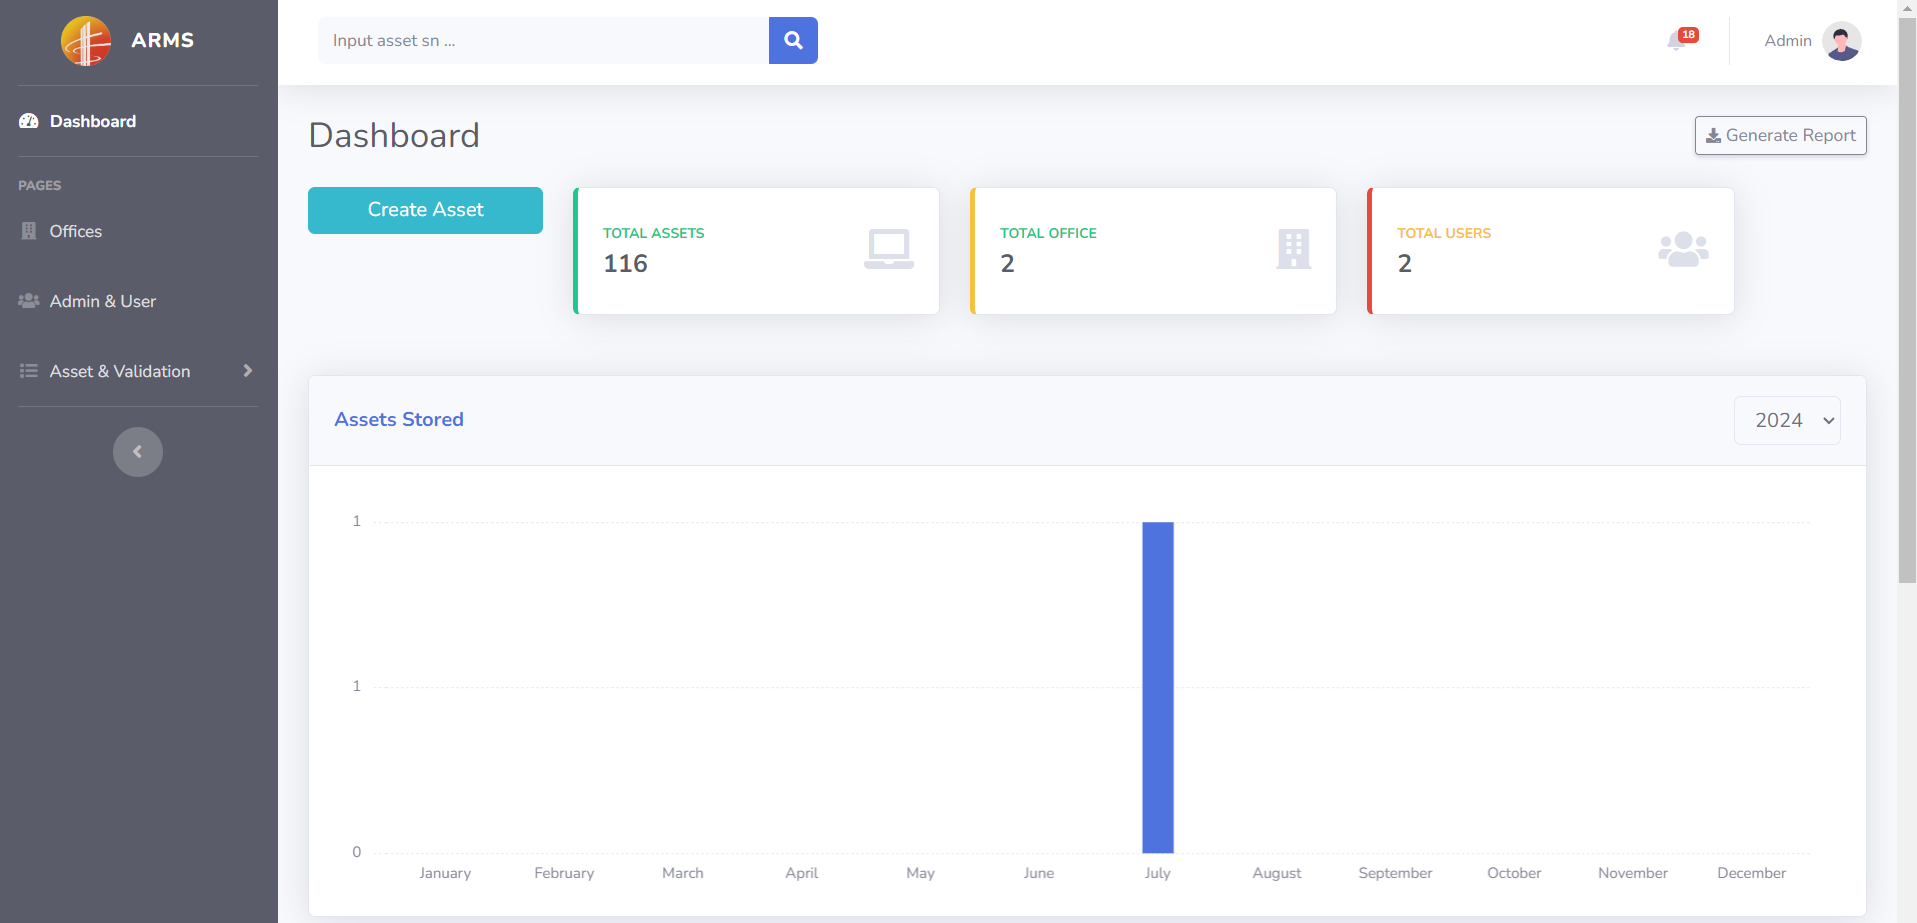 ARMS
Dashboard
PAGES
Offices
Admin & User
Asset & Validation
Input asset sn ...
18
Admin
Dashboard
Generate Report
Create Asset
TOTAL ASSETS
116
TOTAL OFFICE
2
TOTAL USERS
2
Assets Stored
2024
1
1
0
January February March April May June July August September October November December